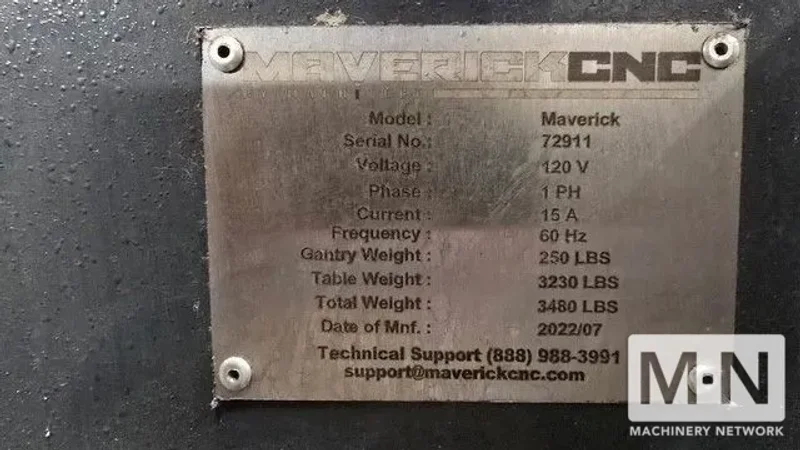 MAVERICKCNC
Model : Maverick
Serial No.: 72911
Voltage : 120 V
Phase : 1 PH
Current : 15 A
Frequency : 60 Hz
Gantry Weight : 250 LBS
Table Weight : 3230 LBS
Total Weight : 3480 LBS
Date of Mnf. : 2022/07
Technical Support (888) 988-3991
support@maverickcnc.com
MN
MACHINERY NETWORK